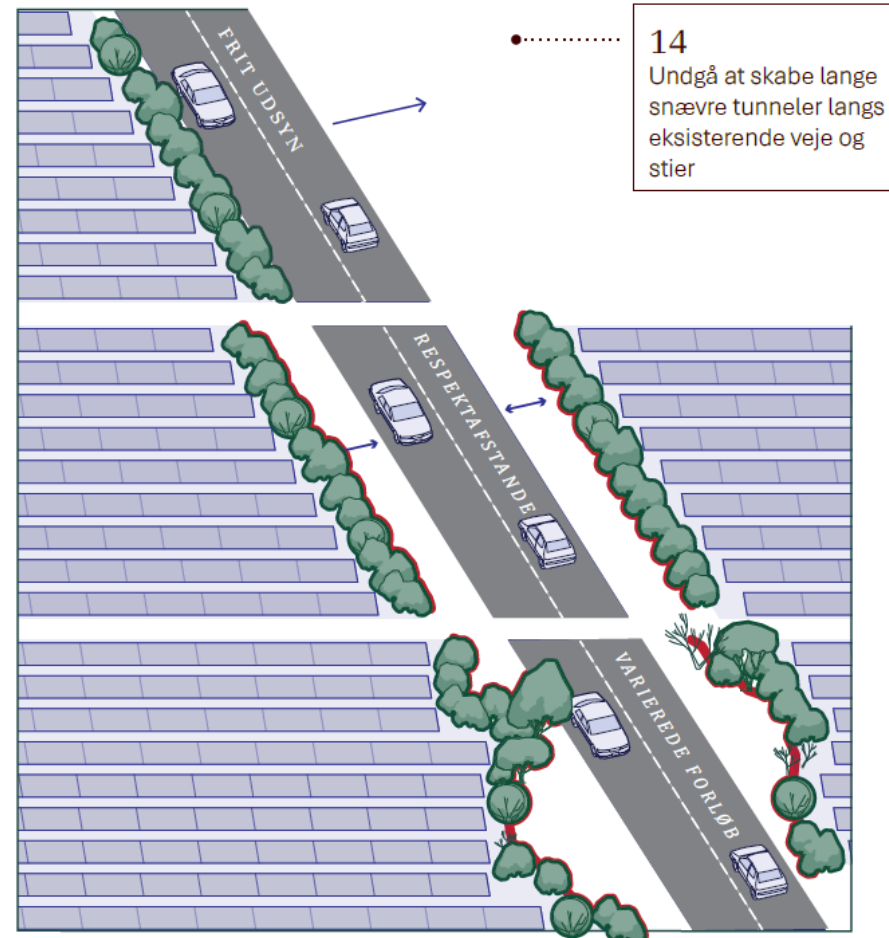 FRIT UDSYN
14
Undgå at skabe lange
snævre tunneler langs
eksisterende veje og
stier
RESPEKTAFSTANDE
VARIEREDE FORLØB